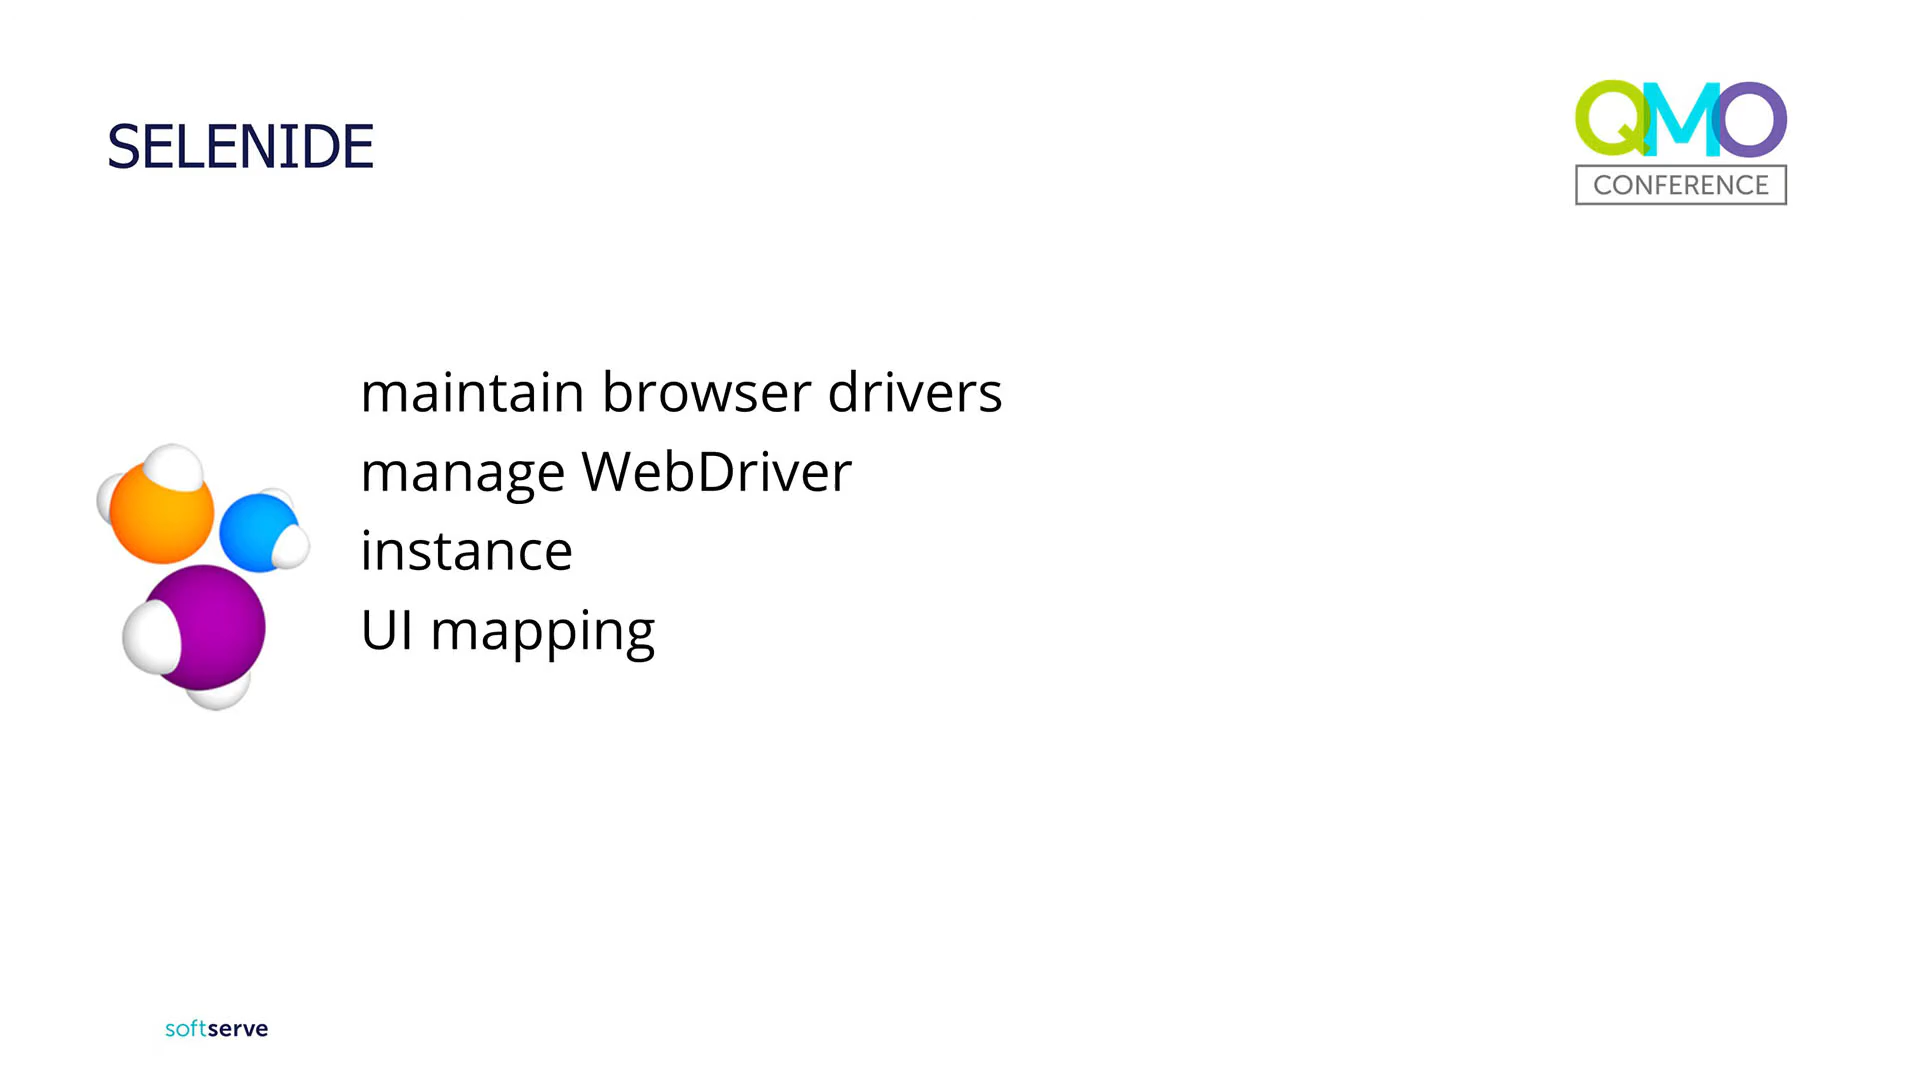 SELENIDE
QMO
CONFERENCE
maintain browser drivers
manage WebDriver
instance
UI mapping
softserve